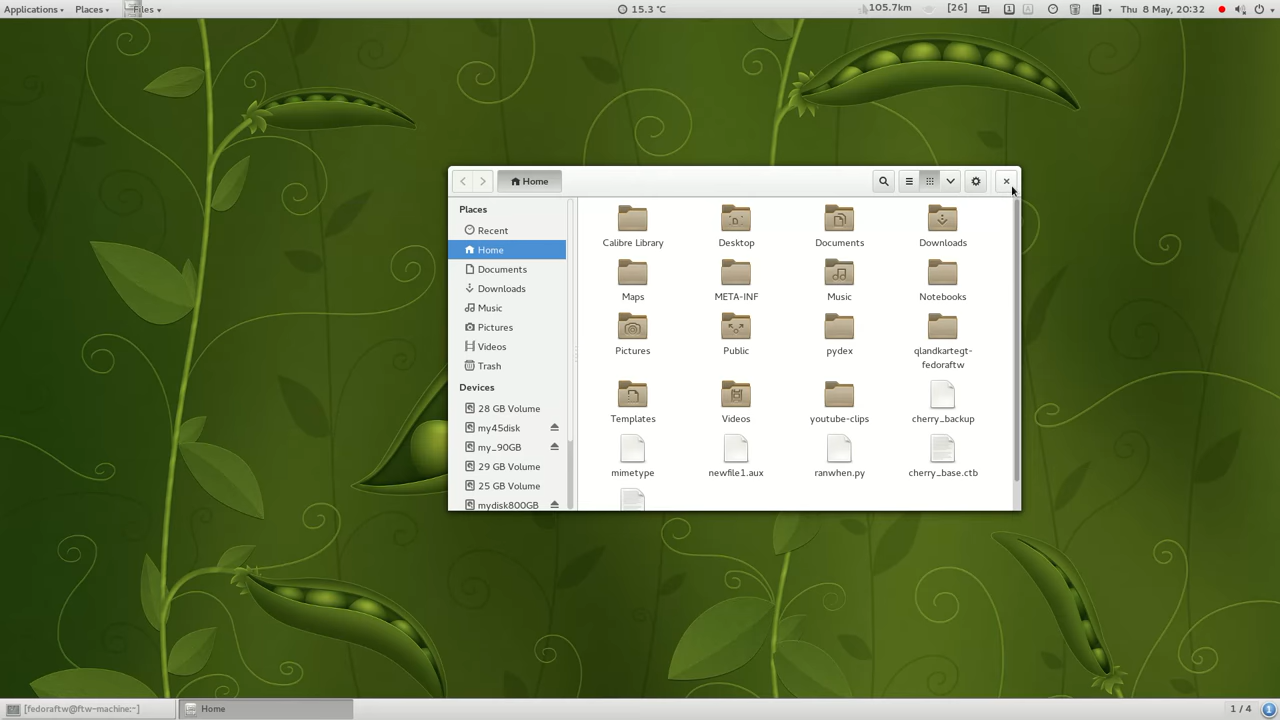 Applications
Places
Files
15.3 °C
105.7km
[26]
1
A
Thu 8 May, 20:32
Home
Places
Recent
Home
Documents
Downloads
Music
Pictures
Videos
Trash
Devices
28 GB Volume
my45disk
my_90GB
29 GB Volume
25 GB Volume
mydisk800GB
Calibre Library
Desktop
Documents
Downloads
Maps
META-INF
Music
Notebooks
Pictures
Public
pydex
qlandkartegt-
fedoraftw
Templates
Videos
youtube-clips
cherry_backup
mimetype
newfile1.aux
ranwhen.py
cherry_base.ctb
[fedoraftw@ftw-machine:~]
Home
1 / 4
1